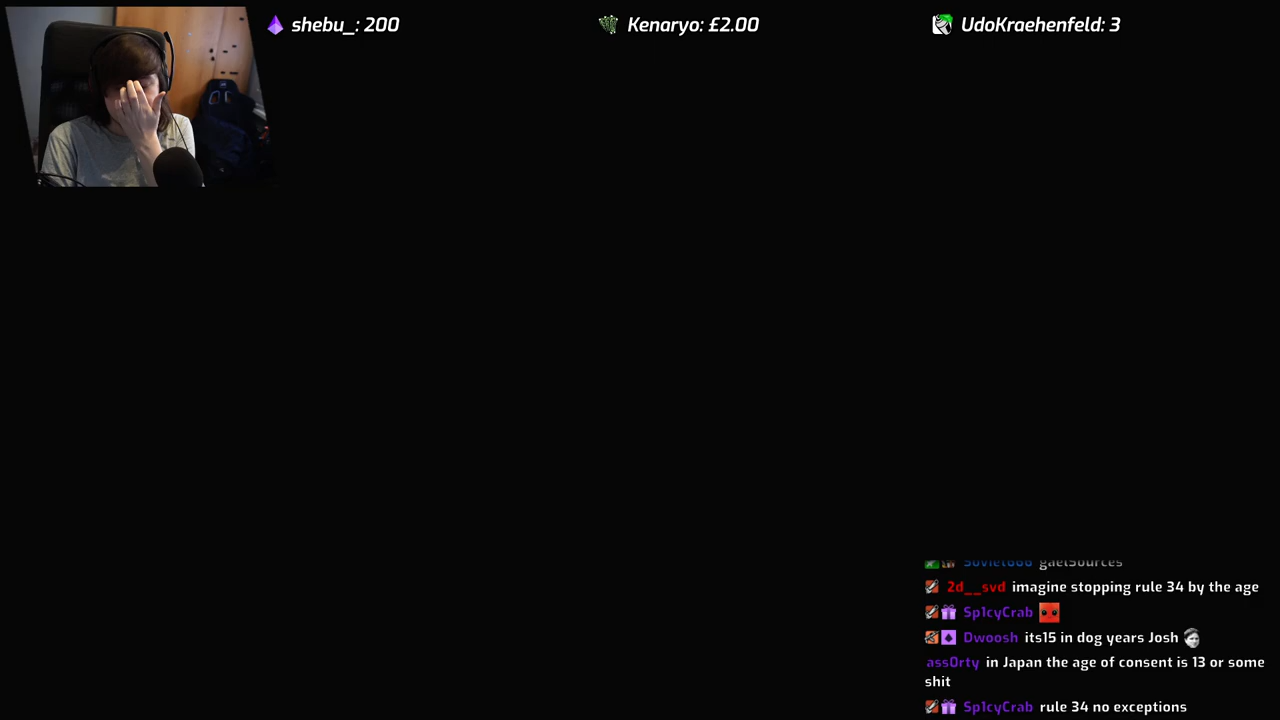 shebu_: 200
Kenaryo: £2.00
UdoKraehenfeld: 3
Soviet666 gaelSources
2d__svd imagine stopping rule 34 by the age
Sp1cyCrab
Dwoosh its15 in dog years Josh
ass0rty in Japan the age of consent is 13 or some
shit
Sp1cyCrab rule 34 no exceptions